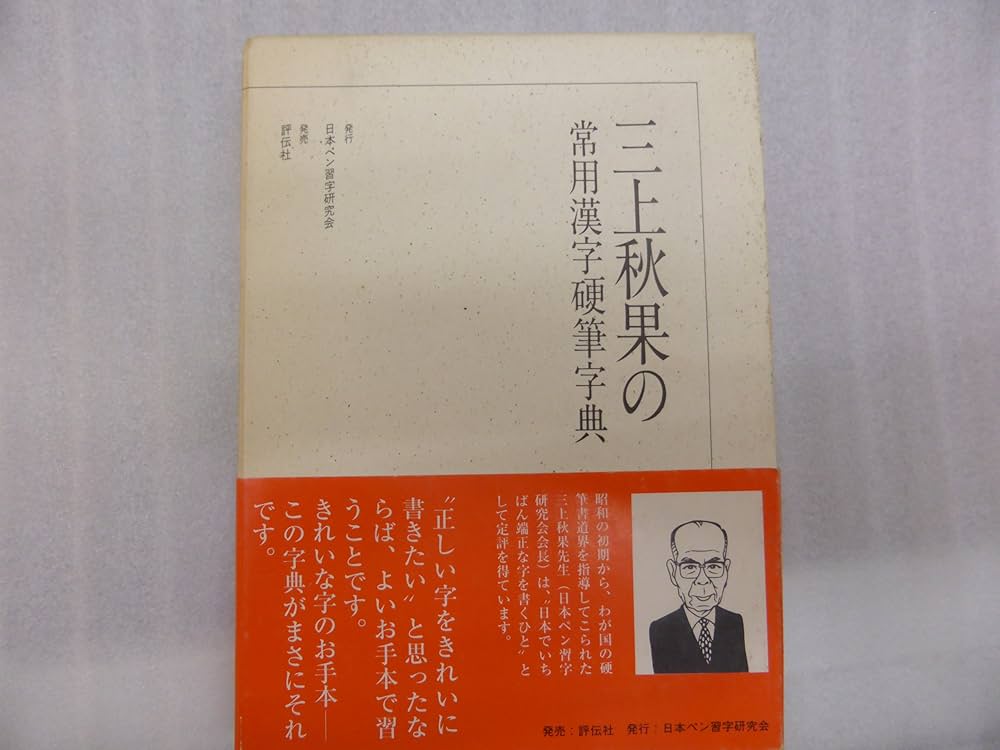 三上秋果の
常用漢字硬筆字典
発行
日本ペン習字研究会
発売
評伝社
昭和の初期から、わが国の硬
筆書道界を指導してこられた
三上秋果先生（日本ペン習字
研究会会長）は、〝日本でいち
ばん端正な字を書くひと〟と
して定評を得ています。
〝正しい字をきれいに
書きたい〟と思ったな
らば、よいお手本で習
うことです。
きれいな字のお手本―
この字典がまさにそれ
です。
発売：評伝社　発行：日本ペン習字研究会